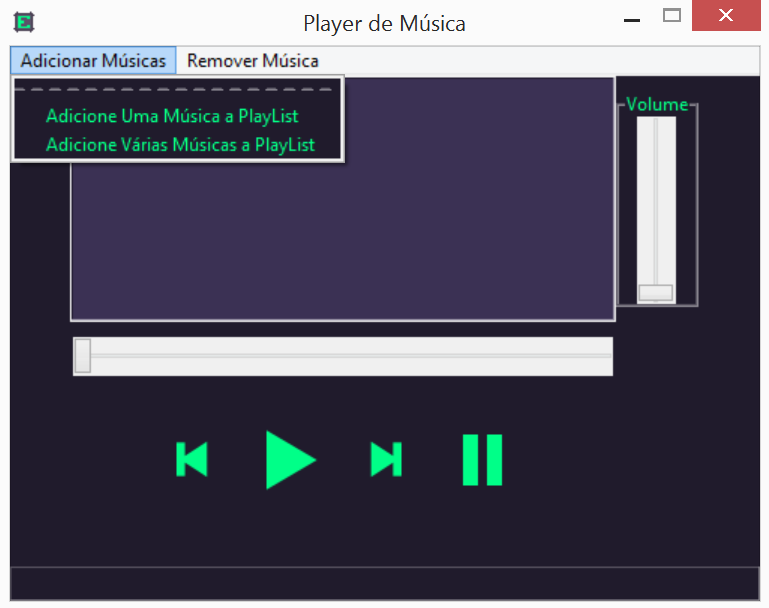 E
Player de Música
Adicionar Músicas Remover Música
Adicione Uma Música a PlayList
Adicione Várias Músicas a PlayList
Volume